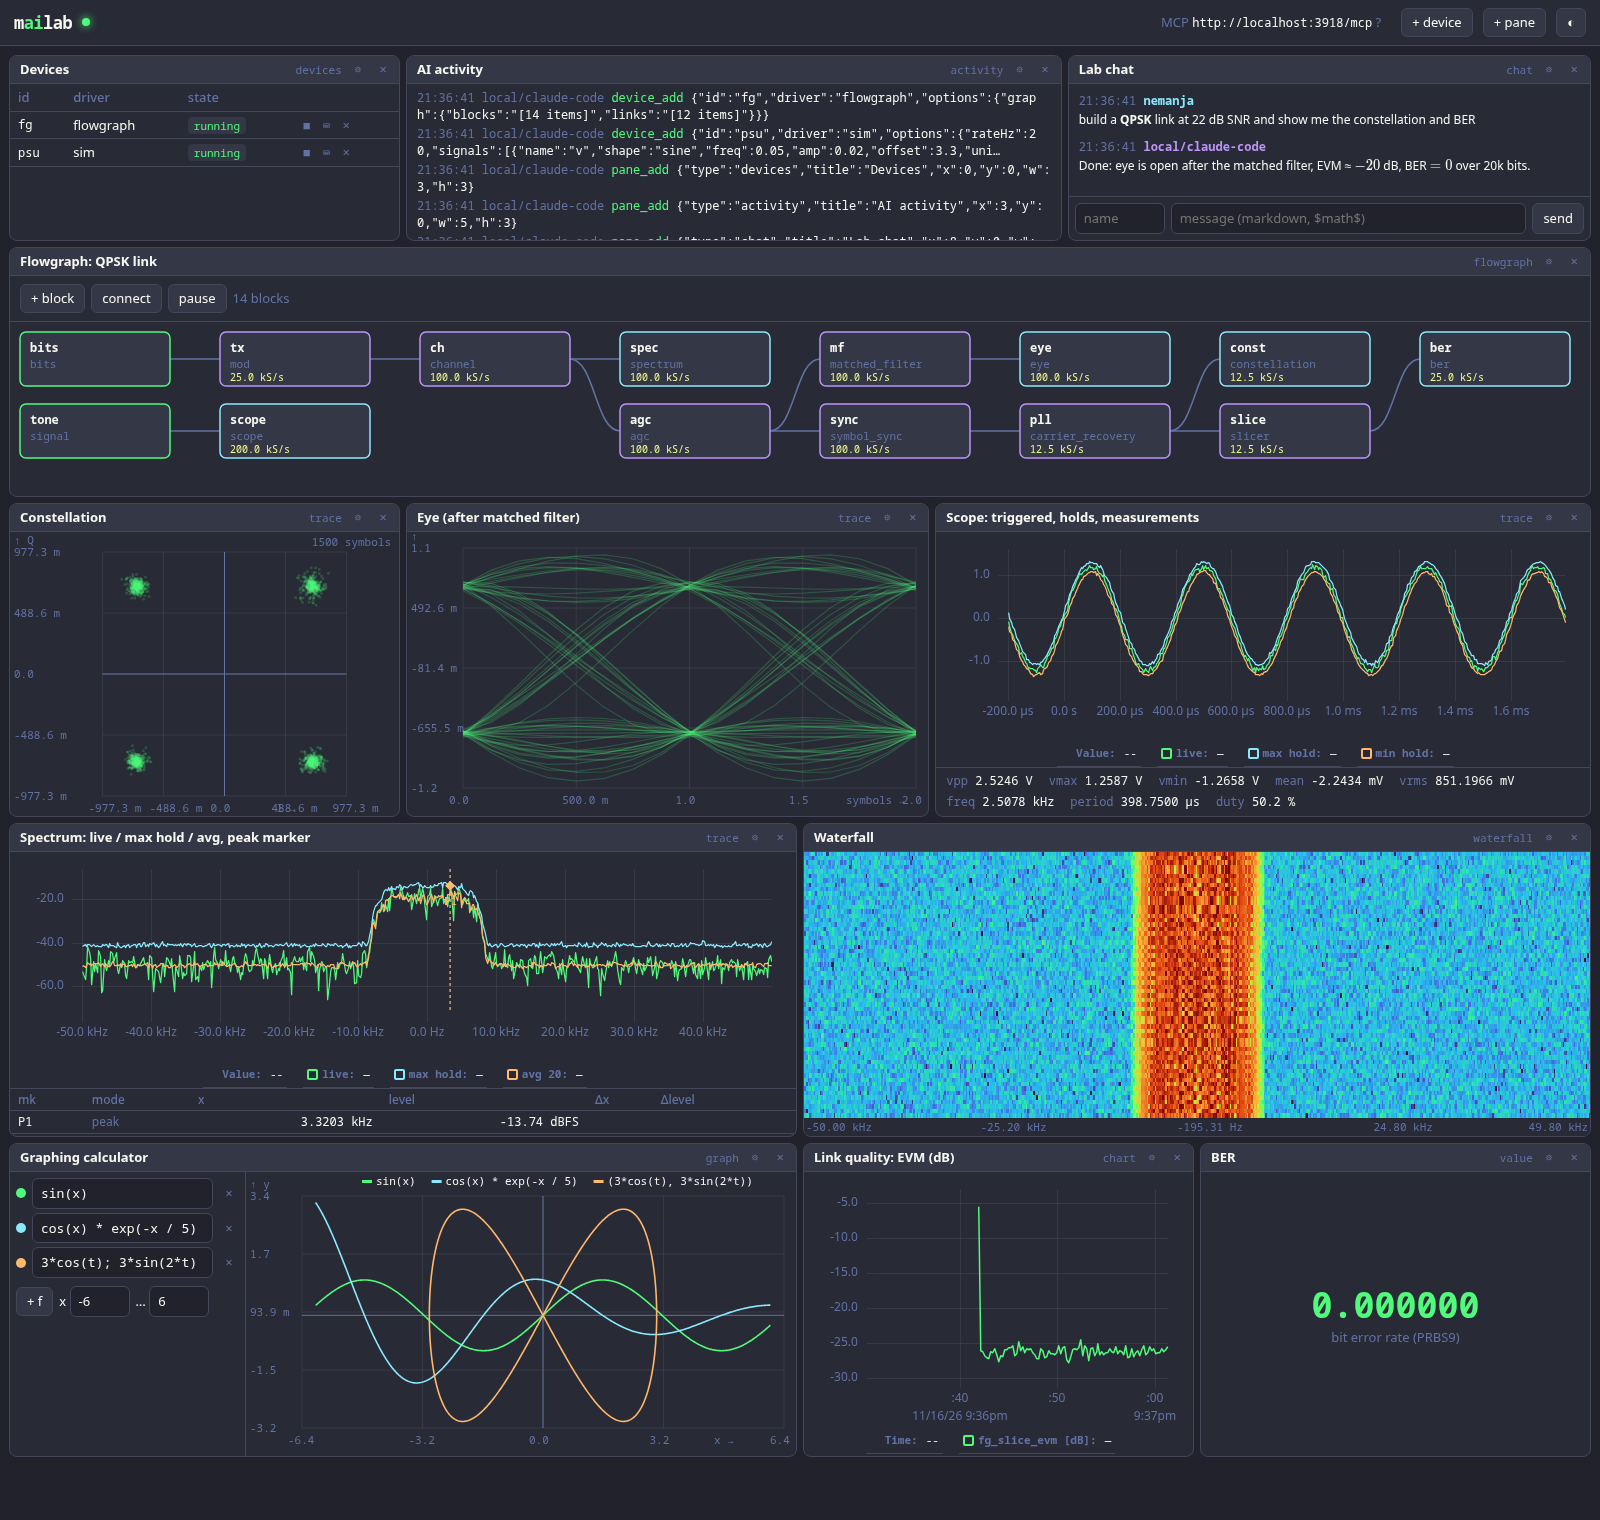 mailab
MCP http://localhost:3918/mcp ?
+ device
+ pane
Devices
devices
id driver state
fg flowgraph running
psu sim running
AI activity
activity
21:36:41 local/claude-code device_add {"id":"fg","driver":"flowgraph","options":{"grap
h":{"blocks":"[14 items]","links":"[12 items]"}}}
21:36:41 local/claude-code device_add {"id":"psu","driver":"sim","options":{"rateHz":2
0,"signals":[{"name":"v","shape":"sine","freq":0.05,"amp":0.02,"offset":3.3,"uni…
21:36:41 local/claude-code pane_add {"type":"devices","title":"Devices","x":0,"y":0,"w":
3,"h":3}
21:36:41 local/claude-code pane_add {"type":"activity","title":"AI activity","x":3,"y":
0,"w":5,"h":3}
Lab chat
chat
21:36:41 nemanja
build a QPSK link at 22 dB SNR and show me the constellation and BER
21:36:41 local/claude-code
Done: eye is open after the matched filter, EVM ≈ −20 dB, BER = 0 over 20k bits.
name
message (markdown, $math$)
send
Flowgraph: QPSK link
flowgraph
+ block connect pause 14 blocks
bits
bits
tx
mod
25.0 kS/s
ch
channel
100.0 kS/s
spec
spectrum
100.0 kS/s
mf
matched_filter
100.0 kS/s
eye
eye
100.0 kS/s
const
constellation
12.5 kS/s
ber
ber
25.0 kS/s
tone
signal
scope
scope
200.0 kS/s
agc
agc
100.0 kS/s
sync
symbol_sync
100.0 kS/s
pll
carrier_recovery
12.5 kS/s
slice
slicer
12.5 kS/s
Constellation
trace
↑ Q
1500 symbols
977.3 m
488.6 m
0.0
-488.6 m
-977.3 m
-977.3 m -488.6 m 0.0 488.6 m 977.3 m
Eye (after matched filter)
trace
↑
1.1
492.6 m
-81.4 m
-655.5 m
-1.2
0.0 500.0 m 1.0 1.5 symbols 2.0
Scope: triggered, holds, measurements
trace
1.0
0.0
-1.0
-200.0 µs 0.0 s 200.0 µs 400.0 µs 600.0 µs 800.0 µs 1.0 ms 1.2 ms 1.4 ms 1.6 ms
Value: -- live: — max hold: — min hold: —
vpp 2.5246 V vmax 1.2587 V vmin -1.2658 V mean -2.2434 mV vrms 851.1966 mV
freq 2.5078 kHz period 398.7500 µs duty 50.2 %
Spectrum: live / max hold / avg, peak marker
trace
-20.0
-40.0
-60.0
-50.0 kHz -40.0 kHz -30.0 kHz -20.0 kHz -10.0 kHz 0.0 Hz 10.0 kHz 20.0 kHz 30.0 kHz 40.0 kHz
Value: -- live: — max hold: — avg 20: —
mk mode x level Δx Δlevel
P1 peak 3.3203 kHz -13.74 dBFS
Waterfall
waterfall
-50.00 kHz -25.20 kHz -195.31 Hz 24.80 kHz 49.80 kHz
Graphing calculator
graph
sin(x)
cos(x) * exp(-x / 5)
3*cos(t); 3*sin(2*t)
+ f x -6 ... 6
sin(x) cos(x) * exp(-x / 5) (3*cos(t), 3*sin(2*t))
↑ y
3.4
1.7
93.9 m
-1.5
-3.2
-6.4 -3.2 0.0 3.2 x → 6.4
Link quality: EVM (dB)
chart
-5.0
-10.0
-15.0
-20.0
-25.0
-30.0
:40 :50 :00
11/16/26 9:36pm 9:37pm
Time: -- fg_slice_evm [dB]: —
BER
value
0.000000
bit error rate (PRBS9)